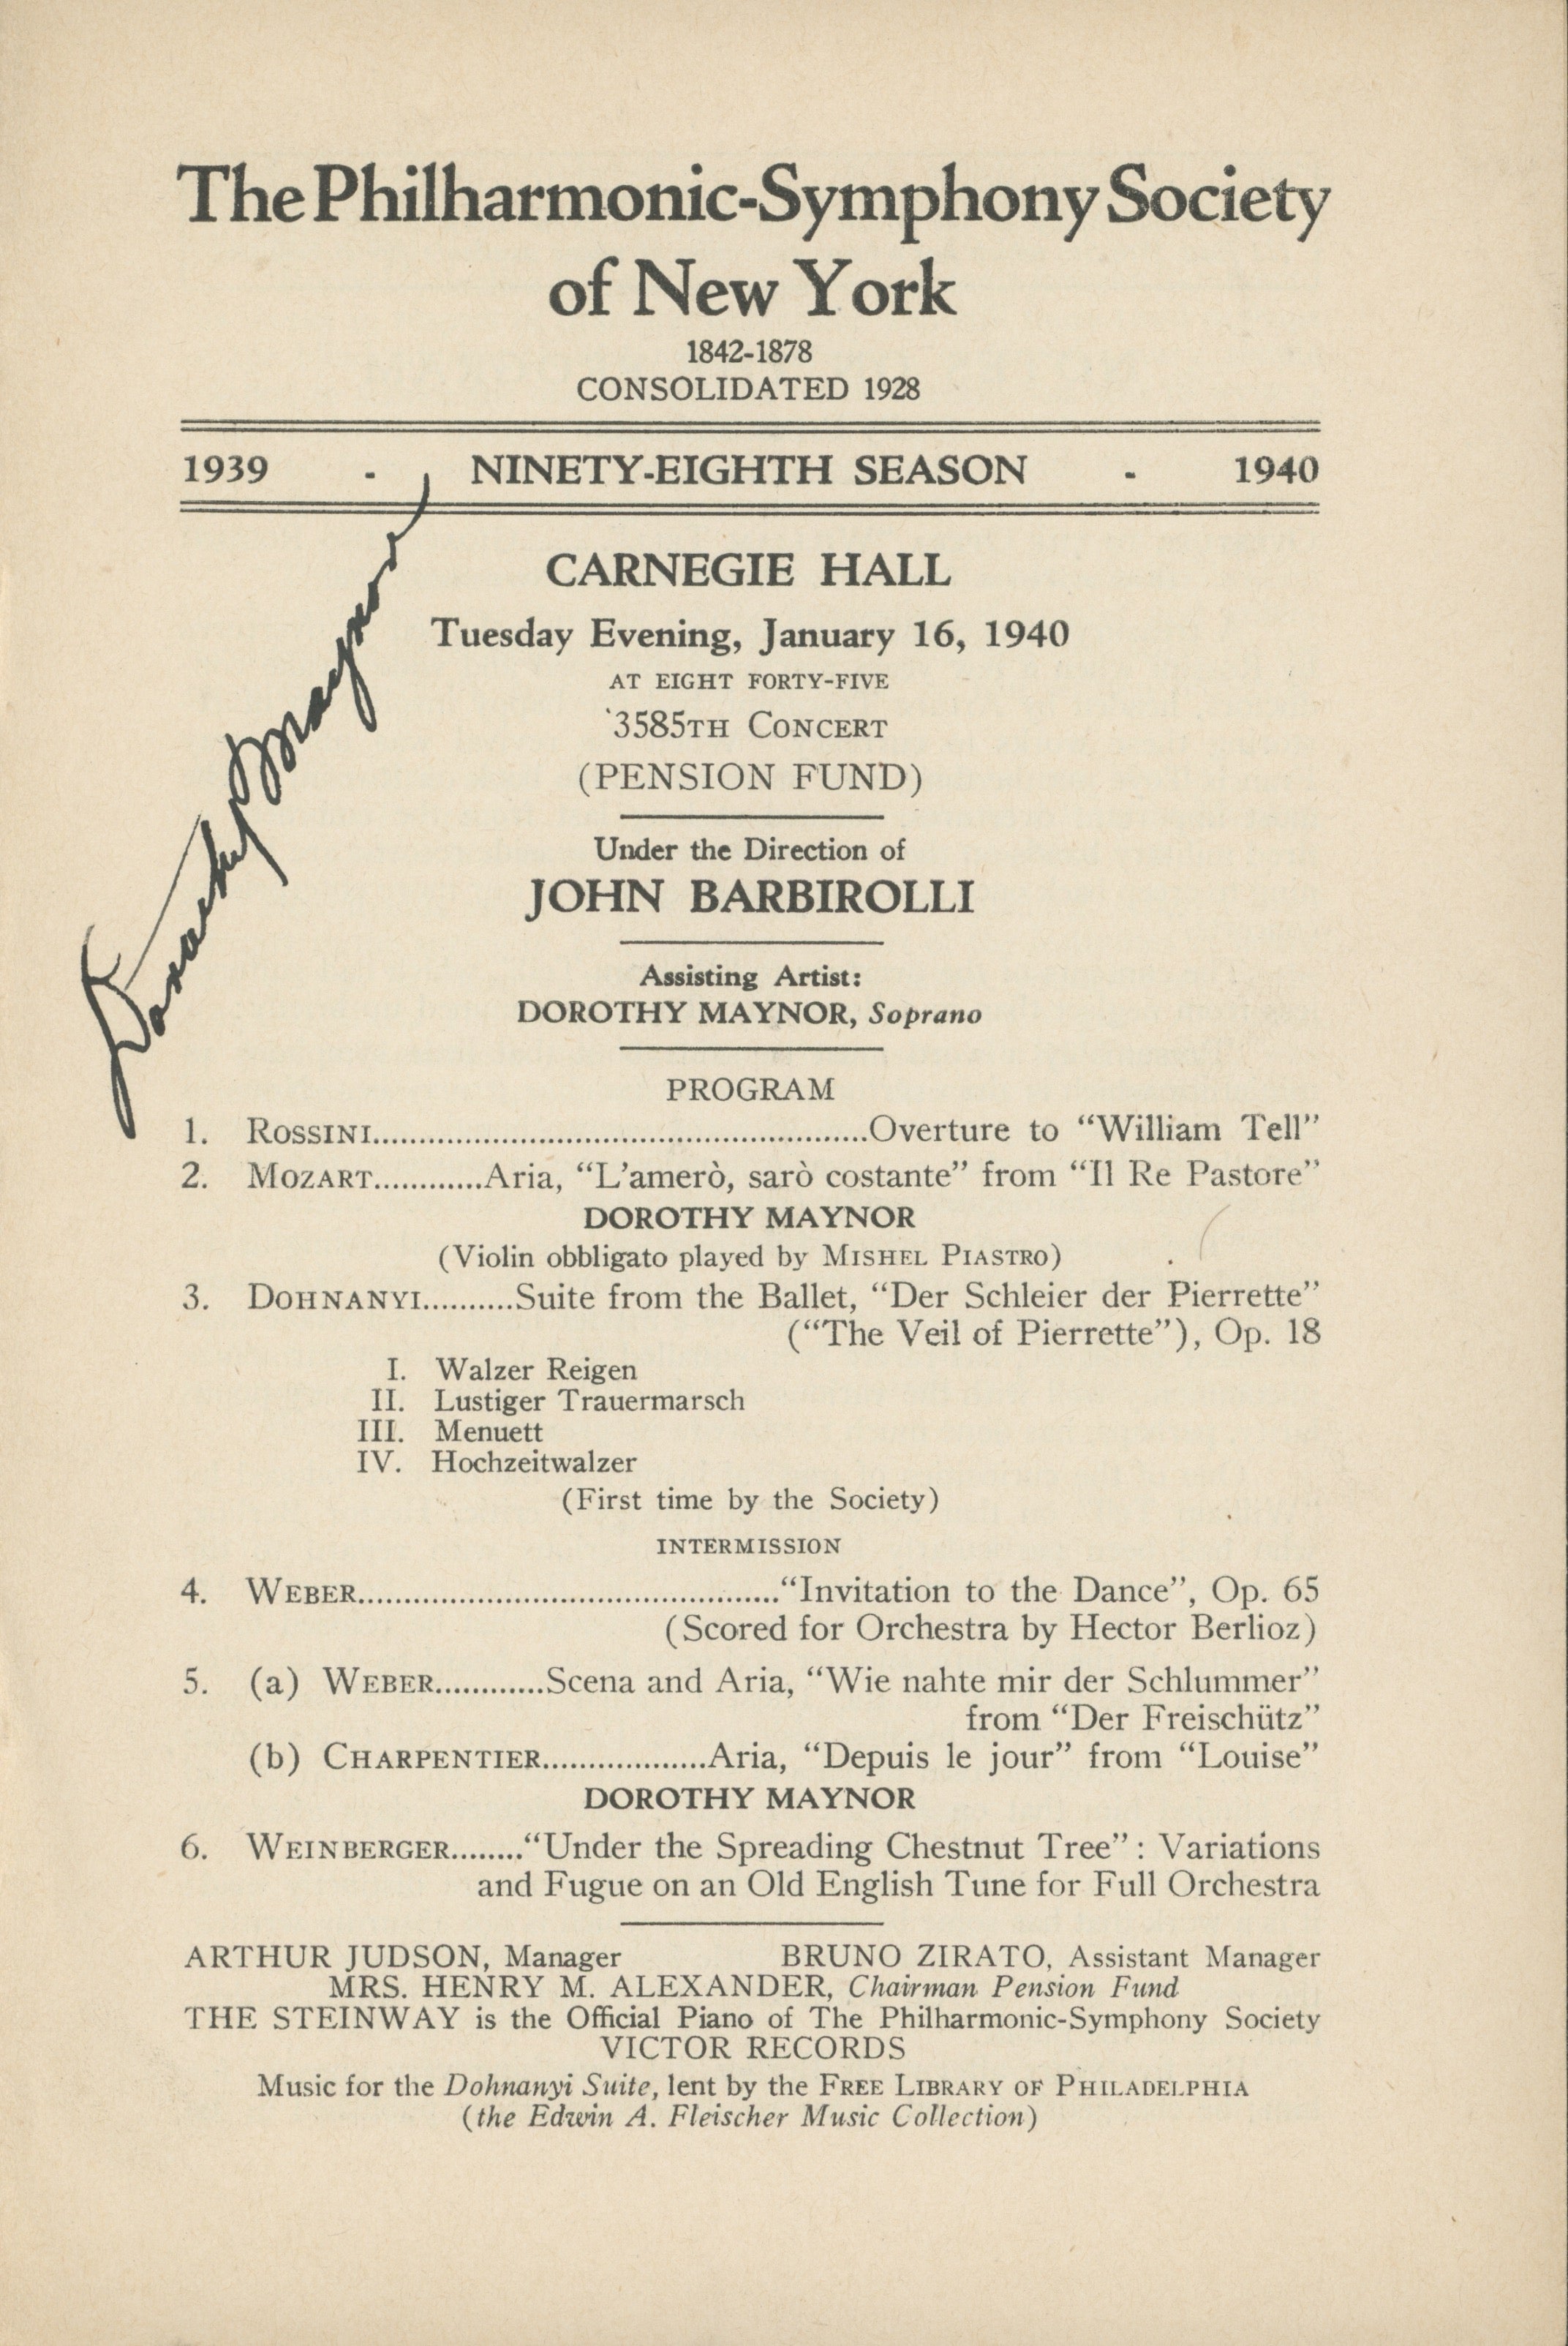 The Philharmonic-Symphony Society
of New York
1842-1878
CONSOLIDATED 1928
1939 - NINETY-EIGHTH SEASON - 1940
CARNEGIE HALL
Tuesday Evening, January 16, 1940
AT EIGHT FORTY-FIVE
3585TH CONCERT
(PENSION FUND)
Under the Direction of
JOHN BARBIROLLI
Dorothy Maynor
Assisting Artist:
DOROTHY MAYNOR, Soprano
PROGRAM
1. ROSSINI.....................................................Overture to “William Tell”
2. MOZART............Aria, “L’amerò, sarò costante” from “Il Re Pastore”
DOROTHY MAYNOR
(Violin obbligato played by MISHEL PIASTRO)
3. DOHNANYI..........Suite from the Ballet, “Der Schleier der Pierrette”
(“The Veil of Pierrette”), Op. 18
I. Walzer Reigen
II. Lustiger Trauermarsch
III. Menuett
IV. Hochzeitwalzer
(First time by the Society)
INTERMISSION
4. WEBER..............................................“Invitation to the Dance”, Op. 65
(Scored for Orchestra by Hector Berlioz)
5. (a) WEBER............Scena and Aria, “Wie nahte mir der Schlummer”
from “Der Freischütz”
(b) CHARPENTIER..................Aria, “Depuis le jour” from “Louise”
DOROTHY MAYNOR
6. WEINBERGER........“Under the Spreading Chestnut Tree”: Variations
and Fugue on an Old English Tune for Full Orchestra
ARTHUR JUDSON, Manager BRUNO ZIRATO, Assistant Manager
MRS. HENRY M. ALEXANDER, Chairman Pension Fund
THE STEINWAY is the Official Piano of The Philharmonic-Symphony Society
VICTOR RECORDS
Music for the Dohnanyi Suite, lent by the FREE LIBRARY OF PHILADELPHIA
(the Edwin A. Fleischer Music Collection)